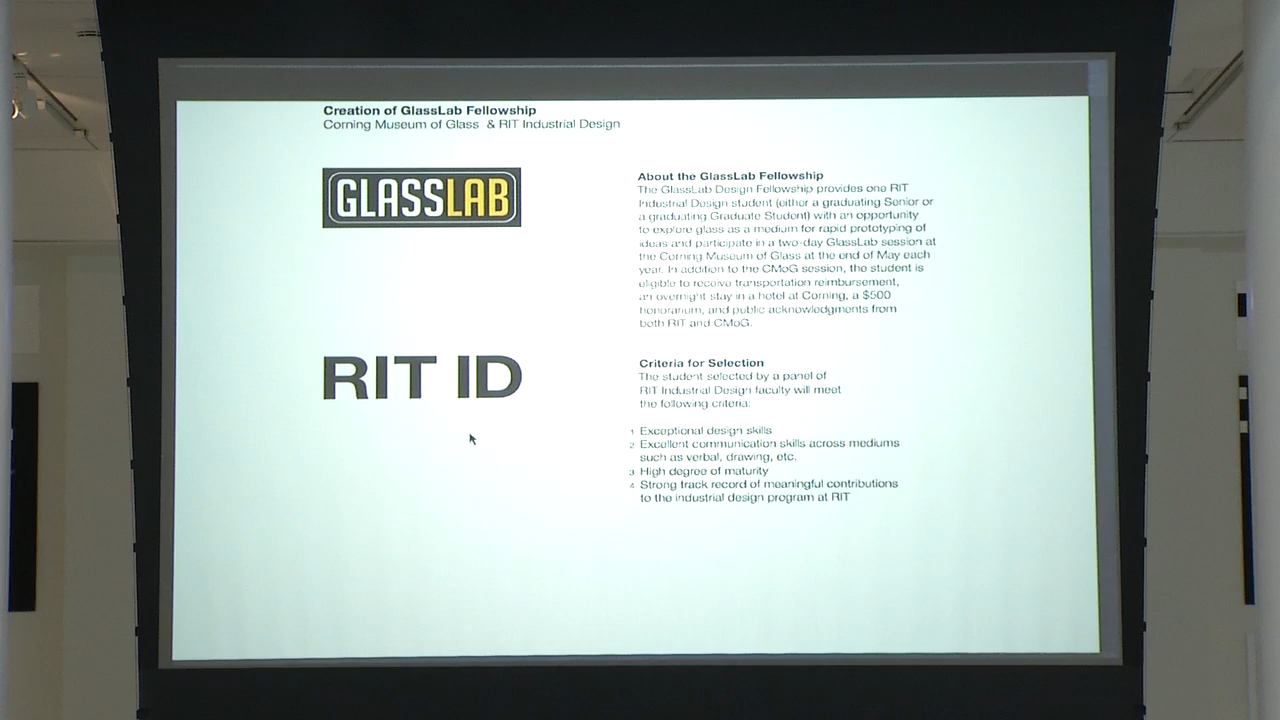 Creation of GlassLab Fellowship
Corning Museum of Glass & RIT Industrial Design
GLASSLAB
About the GlassLab Fellowship
The GlassLab Design Fellowship provides one RIT
Industrial Design student (either a graduating Senior or
a graduating Graduate Student) with an opportunity
to explore glass as a medium for rapid prototyping of
ideas and participate in a two-day GlassLab session at
the Corning Museum of Glass at the end of May each
year. In addition to the CMoG session, the student is
eligible to receive transportation reimbursement,
an overnight stay in a hotel at Corning, a $500
honorarium, and public acknowledgments from
both RIT and CMoG.
RIT ID
Criteria for Selection
The student selected by a panel of
RIT Industrial Design faculty will meet
the following criteria:
1 Exceptional design skills
2 Excellent communication skills across mediums
such as verbal, drawing, etc.
3 High degree of maturity
4 Strong track record of meaningful contributions
to the industrial design program at RIT